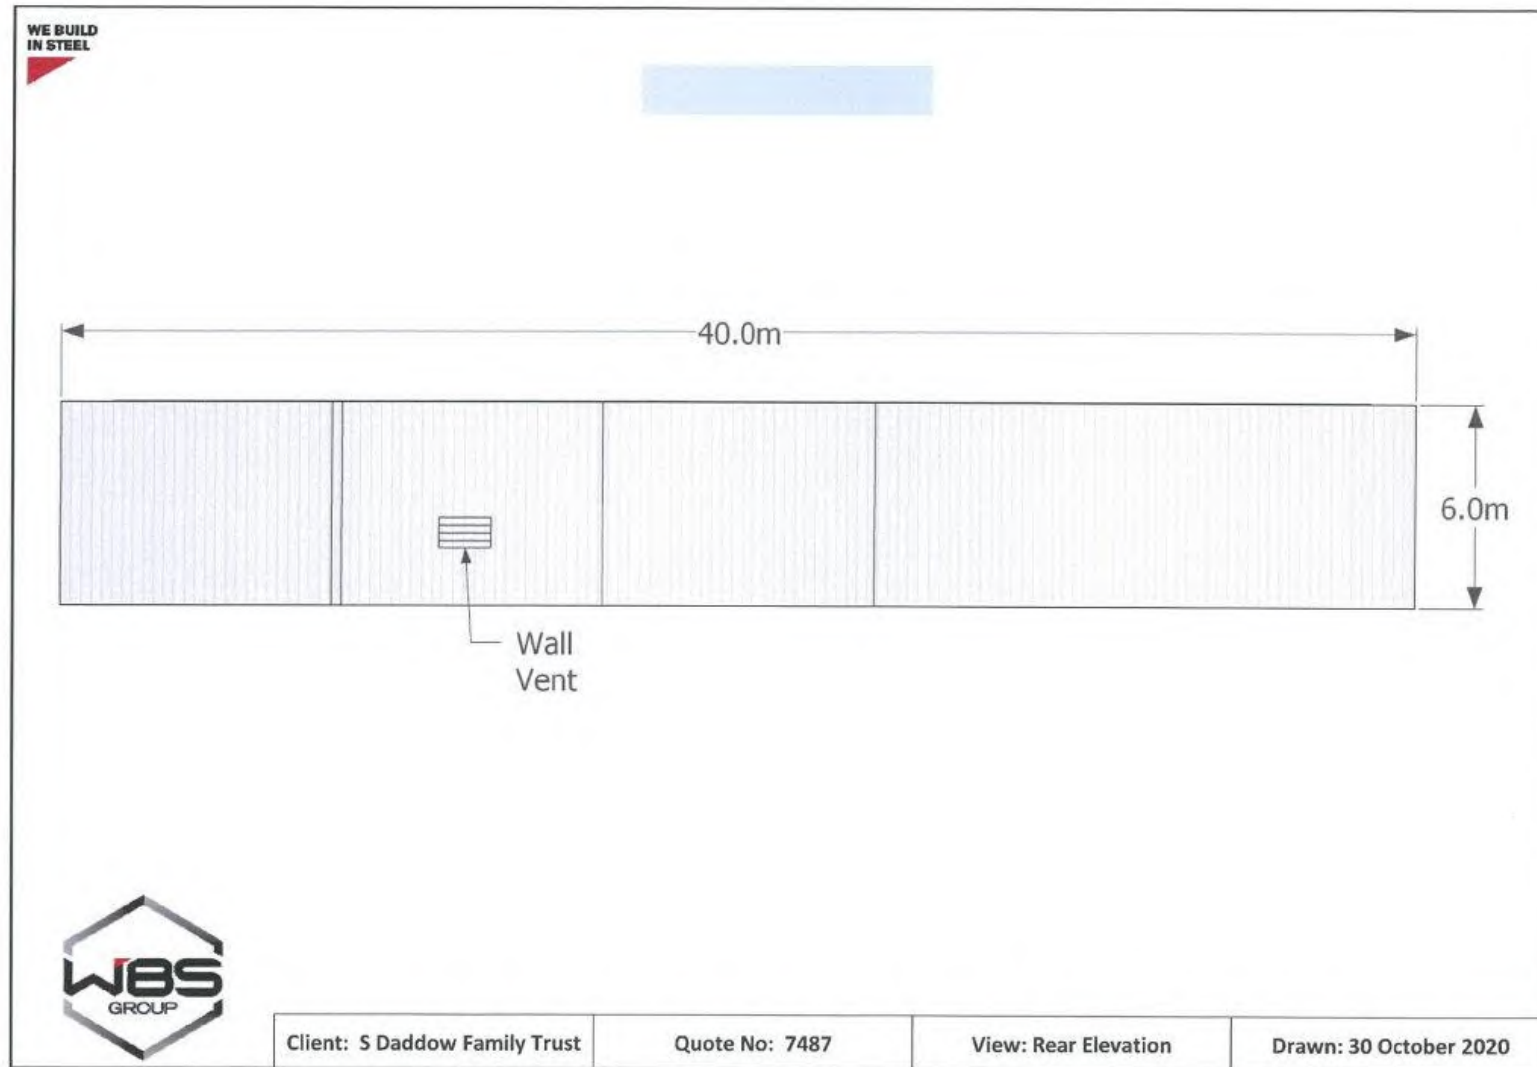 WE BUILD
IN STEEL
40.0m
6.0m
Wall
Vent
WBS
GROUP
Client: S Daddow Family Trust
Quote No: 7487
View: Rear Elevation
Drawn: 30 October 2020